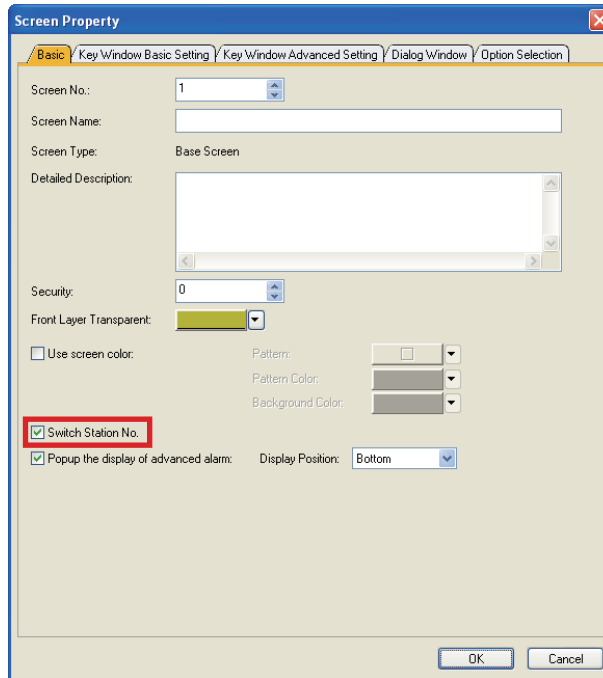 Screen Property
Basic Key Window Basic Setting Key Window Advanced Setting Dialog Window Option Selection
Screen No.: 1
Screen Name:
Screen Type: Base Screen
Detailed Description:
Security: 0
Front Layer Transparent:
Use screen color: Pattern:
Pattern Color:
Background Color:
Switch Station No.
Popup the display of advanced alarm: Display Position: Bottom
OK Cancel